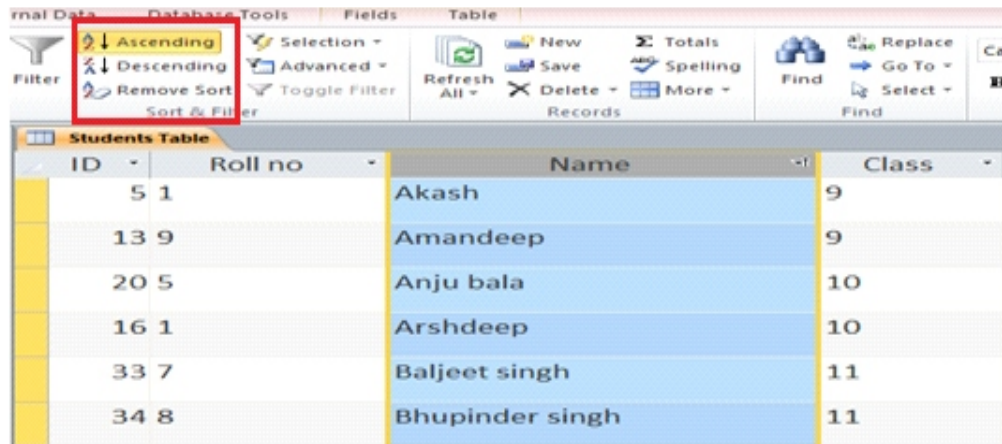 rnal Data Database Tools Fields Table
Filter
Ascending
Descending
Remove Sort
Selection
Advanced
Toggle Filter
Sort & Filter
Refresh All
New
Save
Delete
Totals
Spelling
More
Records
Find
Replace
Go To
Select
Find
Ca
B
Students Table
ID Roll no Name Class
5 1 Akash 9
13 9 Amandeep 9
20 5 Anju bala 10
16 1 Arshdeep 10
33 7 Baljeet singh 11
34 8 Bhupinder singh 11